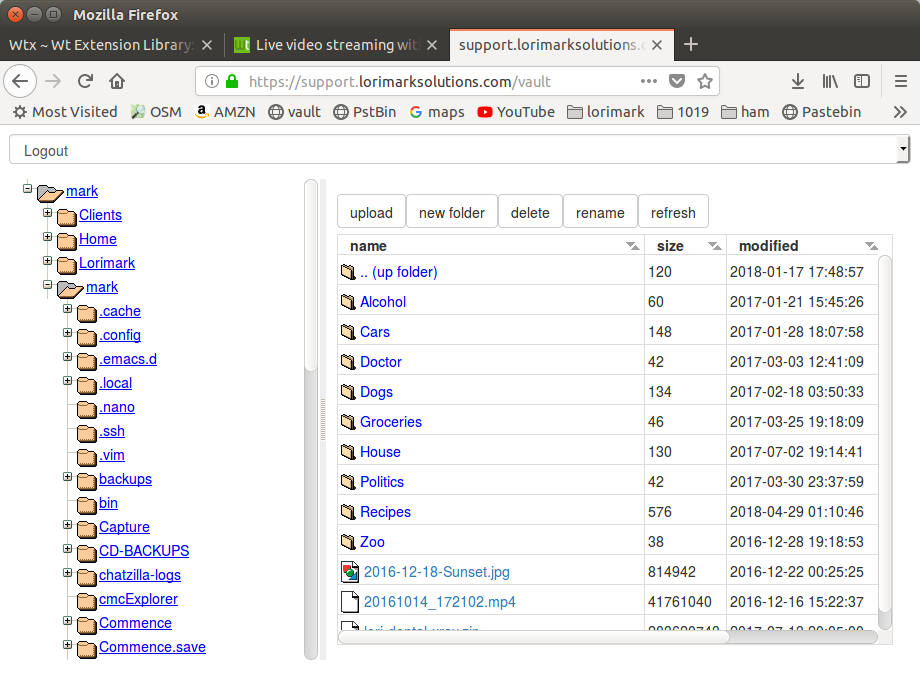 Mozilla Firefox
Wtx ~ Wt Extension Library:
Live video streaming wit
support.lorimarksolutions.c
https://support.lorimarksolutions.com/vault
Most Visited OSM AMZN vault PstBin maps YouTube lorimark 1019 ham Pastebin
Logout
mark
Clients
Home
Lorimark
mark
.cache
.config
.emacs.d
.local
.nano
.ssh
.vim
backups
bin
Capture
CD-BACKUPS
chatzilla-logs
cmcExplorer
Commence
Commence.save
upload new folder delete rename refresh
name size modified
.. (up folder) 120 2018-01-17 17:48:57
Alcohol 60 2017-01-21 15:45:26
Cars 148 2017-01-28 18:07:58
Doctor 42 2017-03-03 12:41:09
Dogs 134 2017-02-18 03:50:33
Groceries 46 2017-03-25 19:18:09
House 130 2017-07-02 19:14:41
Politics 42 2017-03-30 23:37:59
Recipes 576 2018-04-29 01:10:46
Zoo 38 2016-12-28 19:18:53
2016-12-18-Sunset.jpg 814942 2016-12-22 00:25:25
20161014_172102.mp4 41761040 2016-12-16 15:22:37